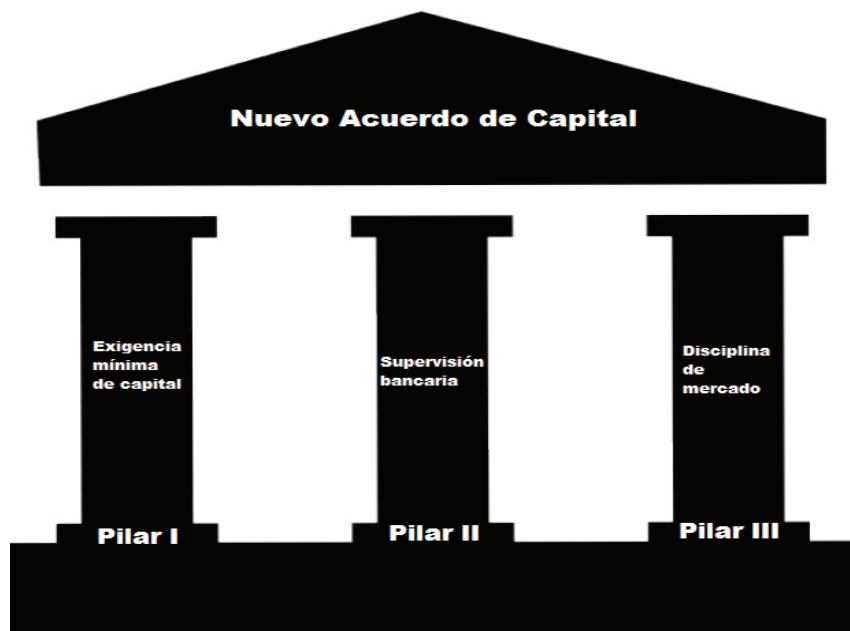 Nuevo Acuerdo de Capital
Exigencia
mínima
de capital
Supervisión
bancaria
Disciplina
de
mercado
Pilar I
Pilar II
Pilar III